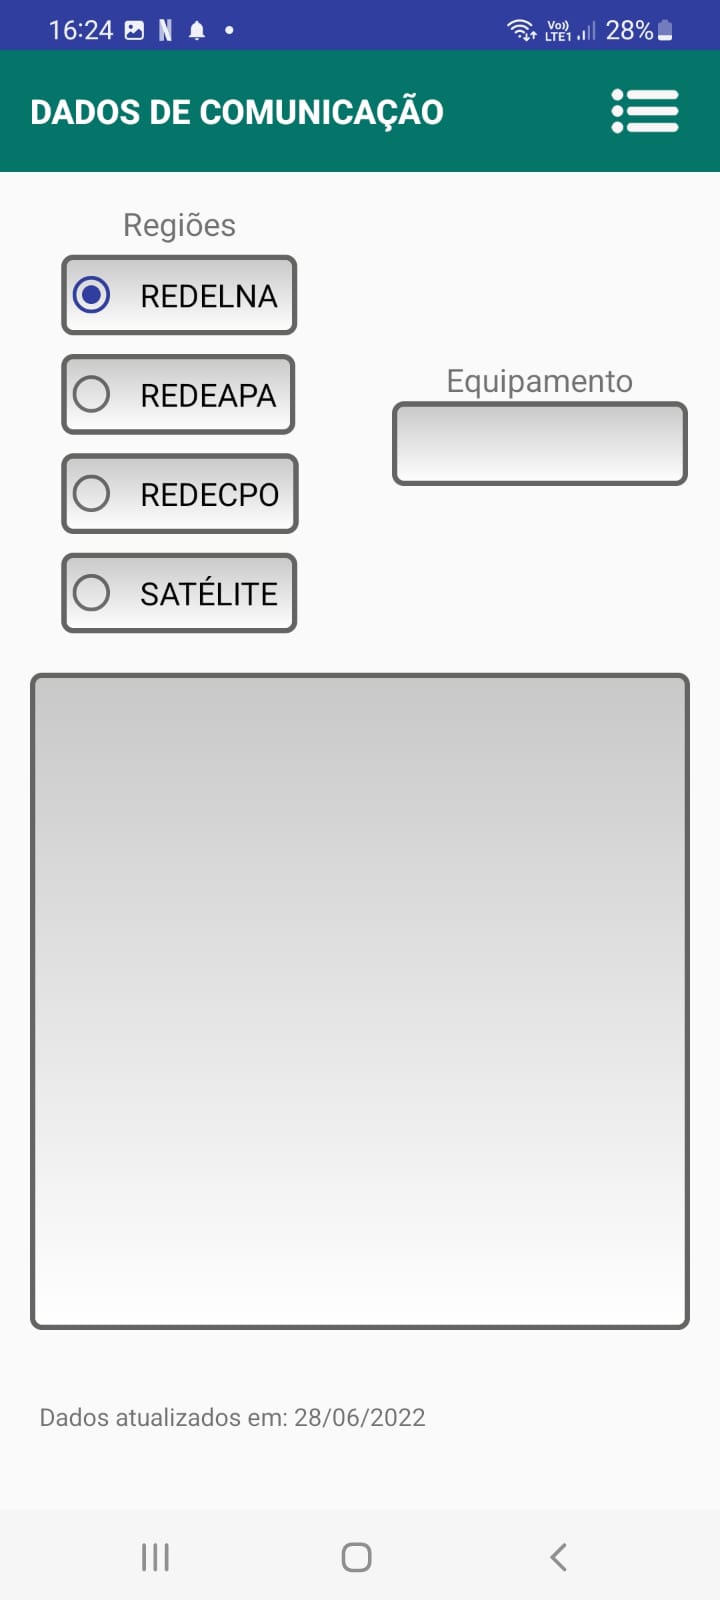 16:24 N Vo)) LTE1 28%
DADOS DE COMUNICAÇÃO
Regiões
REDELNA
REDEAPA
REDECPO
SATÉLITE
Equipamento
Dados atualizados em: 28/06/2022